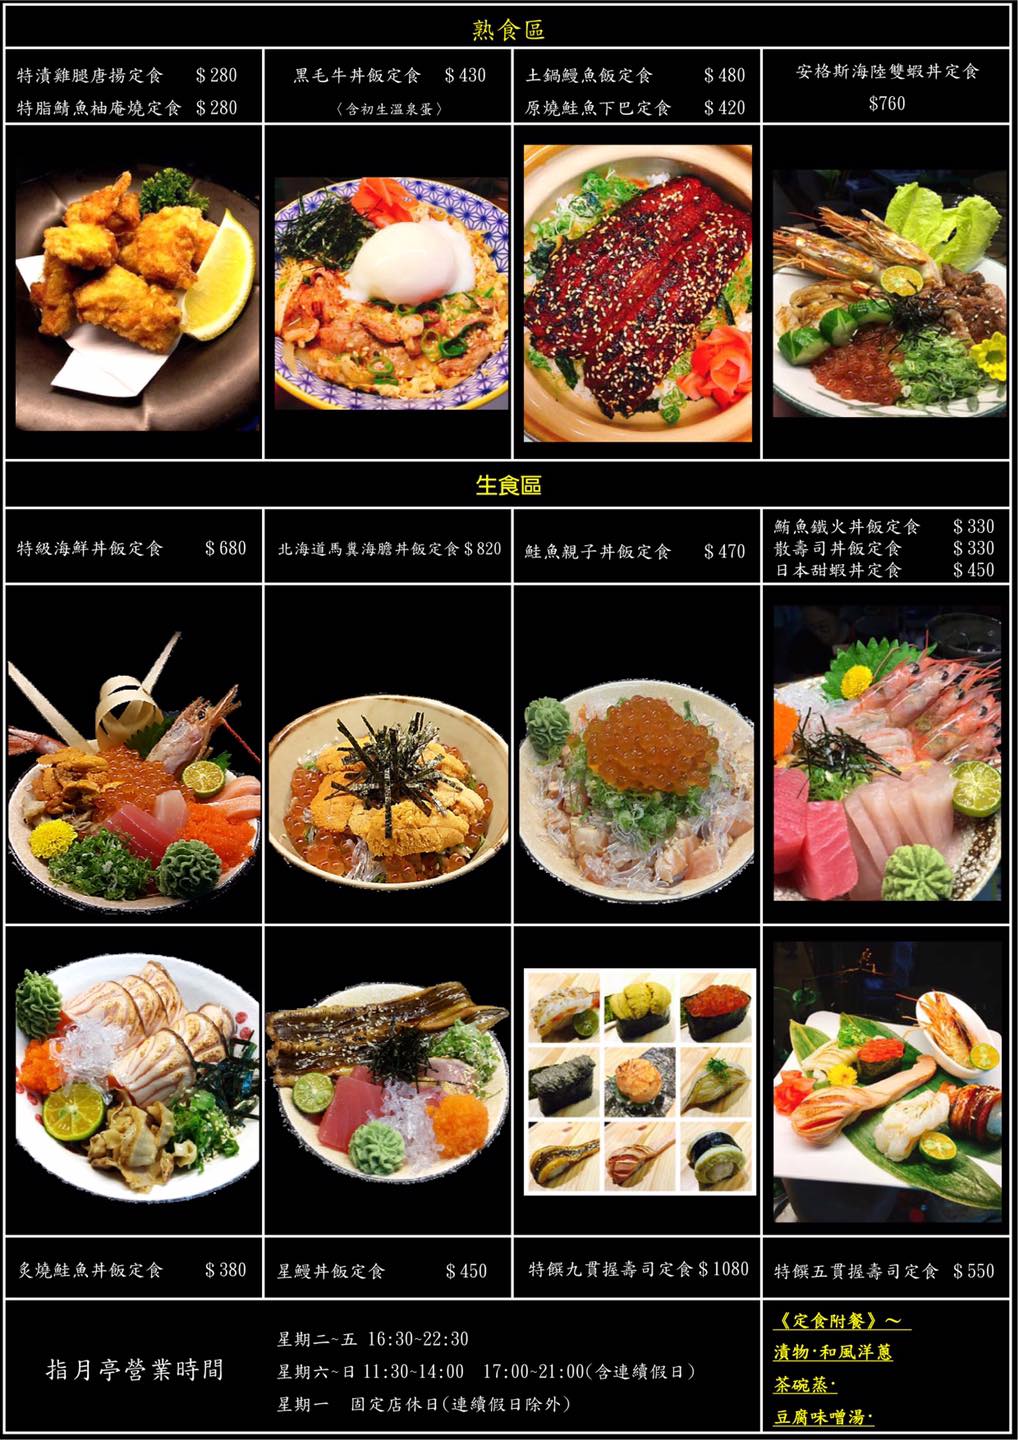 熟食區
特漬雞腿唐揚定食 $280
特脂鯖魚柚庵燒定食 $280
黑毛牛丼飯定食 $430
〈含初生溫泉蛋〉
土鍋鰻魚飯定食 $480
原燒鮭魚下巴定食 $420
安格斯海陸雙蝦丼定食
$760
生食區
特級海鮮丼飯定食 $680
北海道馬糞海膽丼飯定食 $820
鮭魚親子丼飯定食 $470
鮪魚鐵火丼飯定食 $330
散壽司丼飯定食 $330
日本甜蝦丼定食 $450
炙燒鮭魚丼飯定食 $380
星鰻丼飯定食 $450
特饌九貫握壽司定食 $1080
特饌五貫握壽司定食 $550
指月亭營業時間
星期二~五 16:30~22:30
星期六~日 11:30~14:00 17:00~21:00(含連續假日)
星期一 固定店休日(連續假日除外)
《定食附餐》~
漬物·和風洋蔥
茶碗蒸·
豆腐味噌湯·